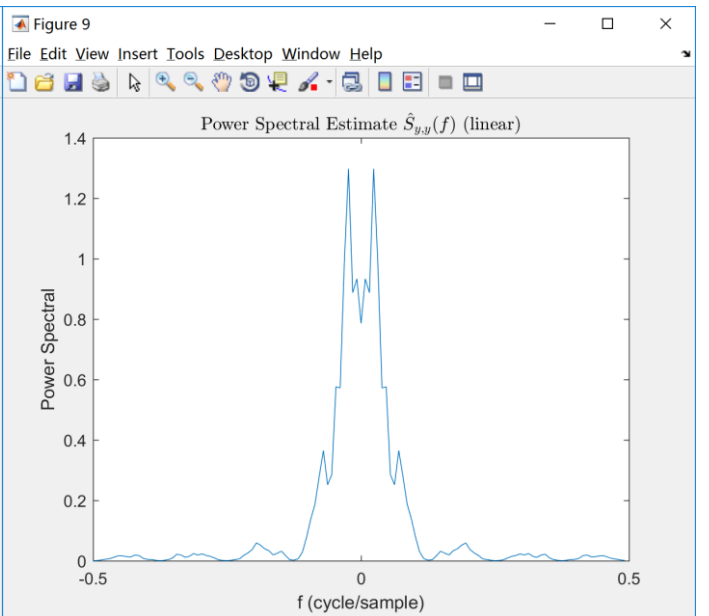 Figure 9
File Edit View Insert Tools Desktop Window Help
Power Spectral Estimate Ŝy,y(f) (linear)
1.4
1.2
1
0.8
0.6
0.4
0.2
0
Power Spectral
-0.5 0 0.5
f (cycle/sample)